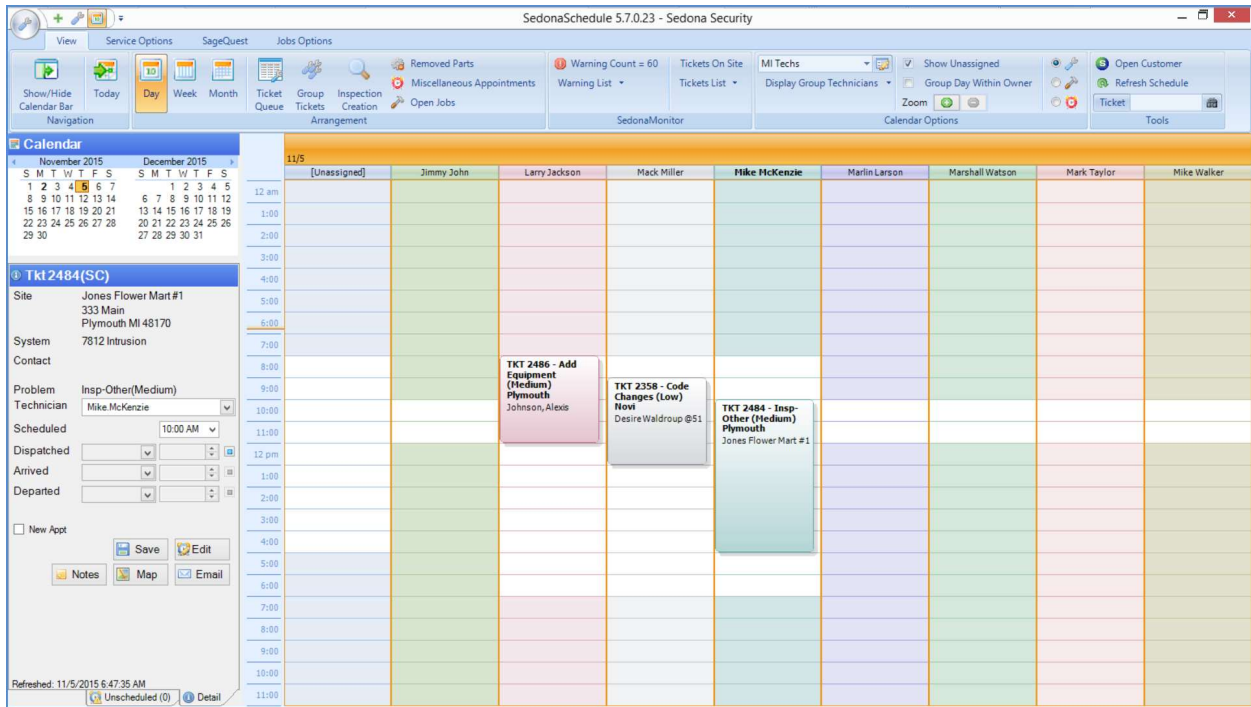 SedonaSchedule 5.7.0.23 - Sedona Security
View Service Options SageQuest Jobs Options
Show/Hide
Calendar Bar
Today
Navigation
Day
Week
Month
Ticket
Queue
Group
Tickets
Inspection
Creation
Removed Parts
Miscellaneous Appointments
Open Jobs
Arrangement
Warning Count = 60
Warning List
Tickets On Site
Tickets List
SedonaMonitor
MI Techs
Display Group Technicians
Show Unassigned
Group Day Within Owner
Zoom
Calendar Options
Open Customer
Refresh Schedule
Ticket
Tools
Calendar
November 2015 December 2015
S M T W T F S S M T W T F S
1 2 3 4 5 6 7 1 2 3 4 5
8 9 10 11 12 13 14 6 7 8 9 10 11 12
15 16 17 18 19 20 21 13 14 15 16 17 18 19
22 23 24 25 26 27 28 20 21 22 23 24 25 26
29 30 27 28 29 30 31
Tkt 2484(SC)
Site Jones Flower Mart #1
333 Main
Plymouth MI 48170
System 7812 Intrusion
Contact
Problem Insp-Other(Medium)
Technician Mike.McKenzie
Scheduled 10:00 AM
Dispatched
Arrived
Departed
New Appt
Save Edit
Notes Map Email
Refreshed: 11/5/2015 6:47:35 AM
Unscheduled (0) Detail
11/5
[Unassigned] Jimmy John Larry Jackson Mack Miller Mike McKenzie Marlin Larson Marshall Watson Mark Taylor Mike Walker
12 am
1:00
2:00
3:00
4:00
5:00
6:00
7:00
8:00
9:00
10:00
11:00
12 pm
1:00
2:00
3:00
4:00
5:00
6:00
7:00
8:00
9:00
10:00
11:00
TKT 2486 - Add
Equipment
(Medium)
Plymouth
Johnson, Alexis
TKT 2358 - Code
Changes (Low)
Novi
Desire Waldroup @51
TKT 2484 - Insp-
Other (Medium)
Plymouth
Jones Flower Mart #1